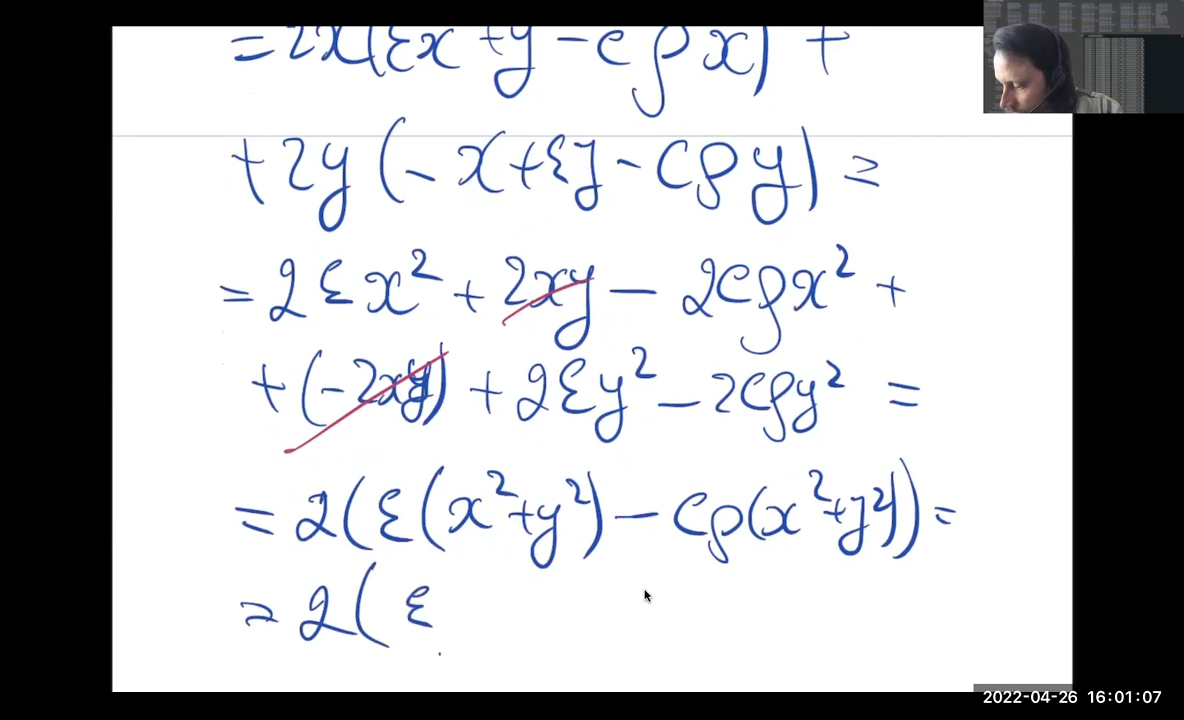 = 2x(εx + y - cρx) +
+ 2y (- x + εy - cρy) =
= 2εx² + 2xy - 2cρx² +
+ (-2xy) + 2εy² - 2cρy² =
= 2(ε(x²+y²) - cρ(x²+y²)) =
= 2( ε
2022-04-26 16:01:07